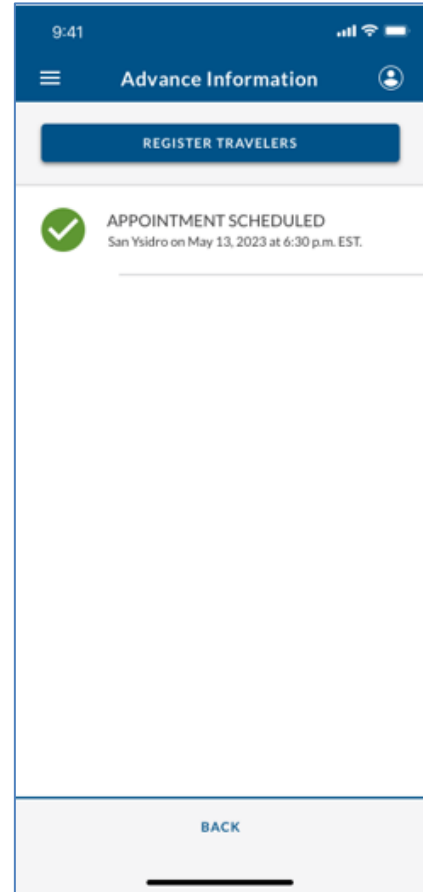 9:41
Advance Information
REGISTER TRAVELERS
APPOINTMENT SCHEDULED
San Ysidro on May 13, 2023 at 6:30 p.m. EST.
BACK